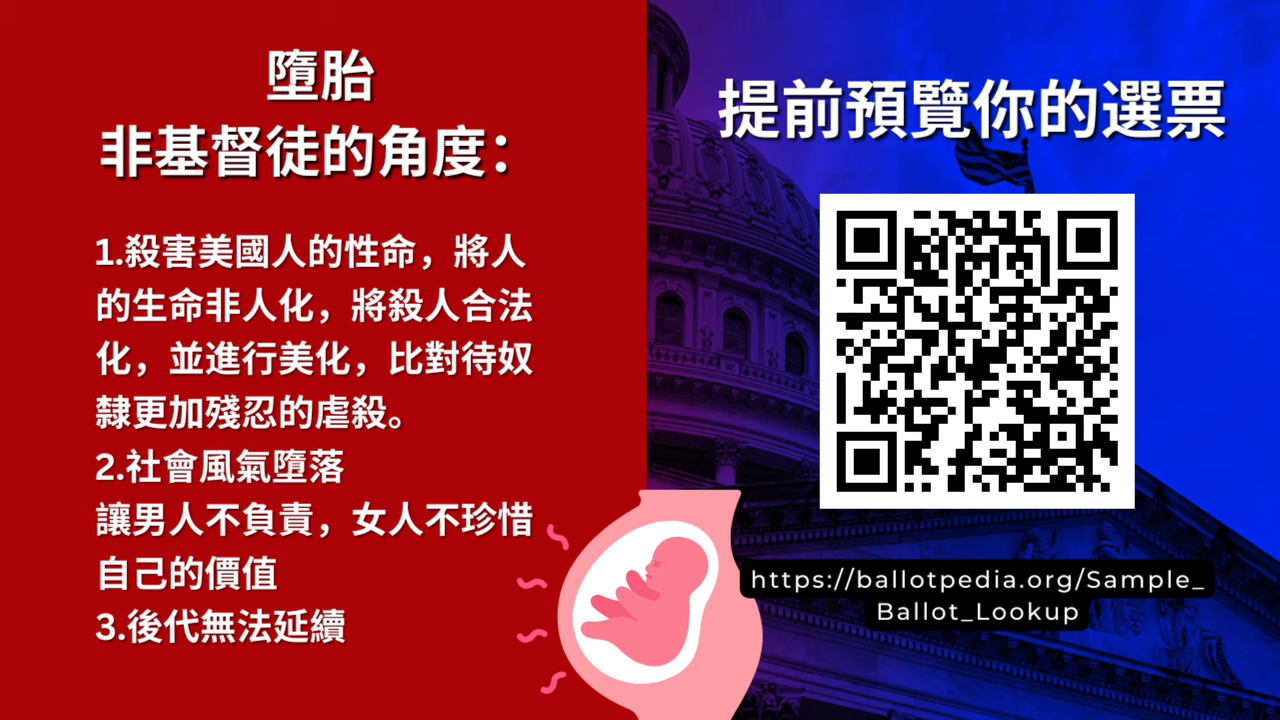 墮胎
非基督徒的角度：
1.殺害美國人的性命，將人
的生命非人化，將殺人合法
化，並進行美化，比對待奴
隸更加殘忍的虐殺。
2.社會風氣墮落
讓男人不負責，女人不珍惜
自己的價值
3.後代無法延續
提前預覽你的選票
https://ballotpedia.org/Sample_
Ballot_Lookup